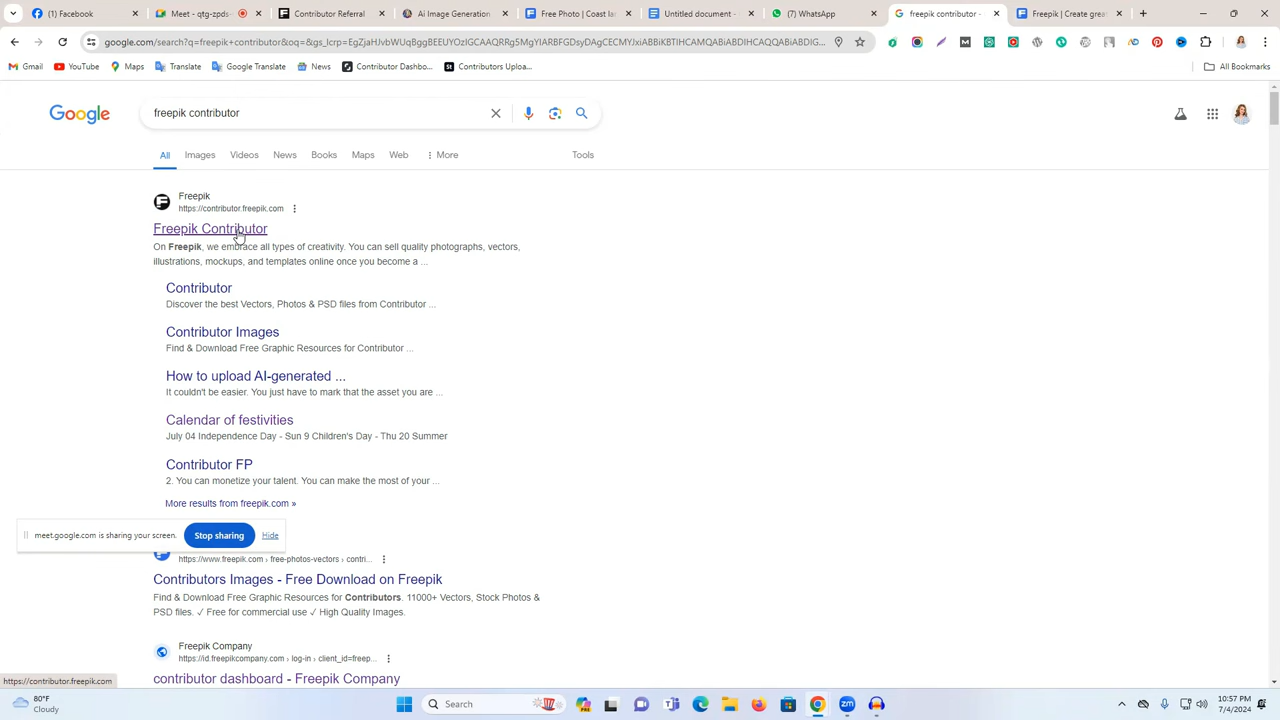 Facebook
Meet - qtg-zpds-
Contributor Referral
AI Image Generation
Free Photo | Coast lan
Untitled document -
(7) WhatsApp
freepik contributor -
Freepik | Create grea
google.com/search?q=freepik+contributor&oq=
Gmail
YouTube
Maps
Translate
Google Translate
News
Contributor Dashbo...
Contributors Uploa...
All Bookmarks
Google
freepik contributor
All
Images
Videos
News
Books
Maps
Web
More
Tools
Freepik
https://contributor.freepik.com
Freepik Contributor
On Freepik, we embrace all types of creativity. You can sell quality photographs, vectors,
illustrations, mockups, and templates online once you become a ...
Contributor
Discover the best Vectors, Photos & PSD files from Contributor ...
Contributor Images
Find & Download Free Graphic Resources for Contributor ...
How to upload AI-generated ...
It couldn't be easier. You just have to mark that the asset you are ...
Calendar of festivities
July 04 Independence Day - Sun 9 Children's Day - Thu 20 Summer
Contributor FP
2. You can monetize your talent. You can make the most of your ...
More results from freepik.com »
meet.google.com is sharing your screen.
Stop sharing
Hide
https://www.freepik.com › free-photos-vectors › contri...
Contributors Images - Free Download on Freepik
Find & Download Free Graphic Resources for Contributors. 11000+ Vectors, Stock Photos &
PSD files. ✓ Free for commercial use ✓ High Quality Images.
Freepik Company
https://id.freepikcompany.com › log-in › client_id=freep...
https://contributor.freepik.com
contributor dashboard - Freepik Company
80°F
Cloudy
Search
10:57 PM
7/4/2024